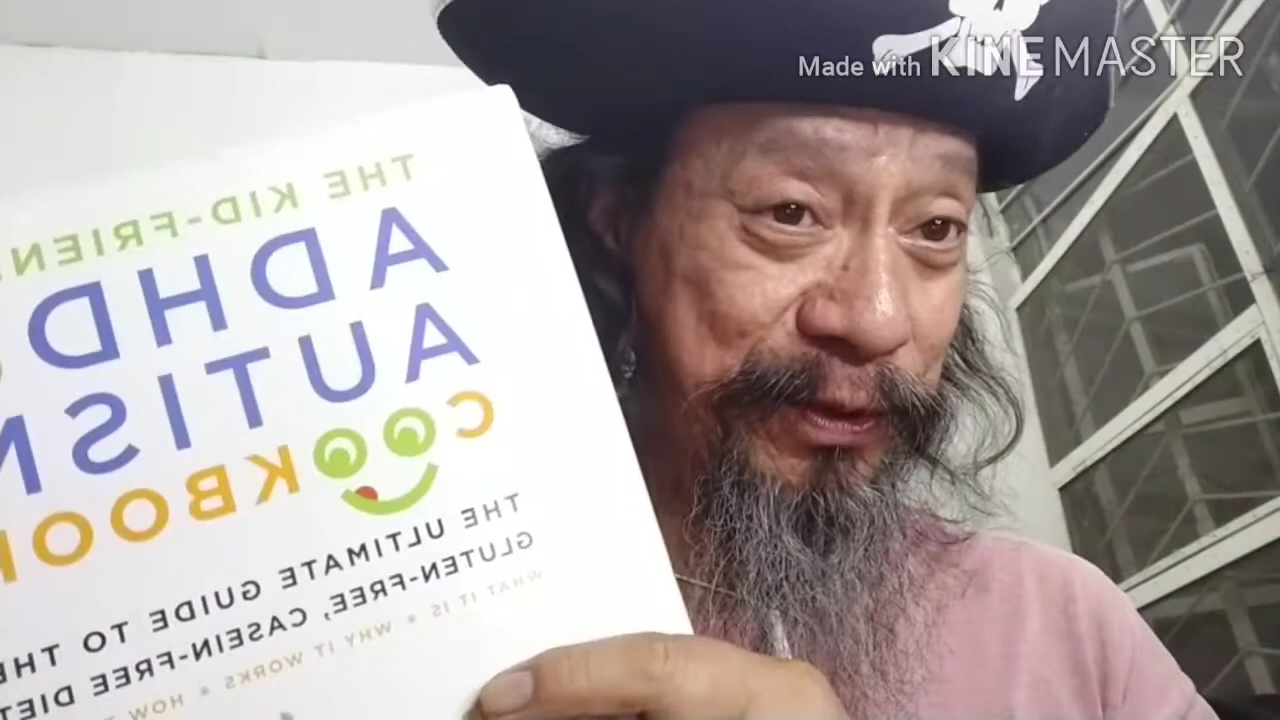 Made with KINEMASTER
THE KID-FRIEN
ADHD
AUTISM
COOKBOOK
THE ULTIMATE GUIDE TO THE
GLUTEN-FREE, CASEIN-FREE DIET
WHAT IT IS * WHY IT WORKS * HOW